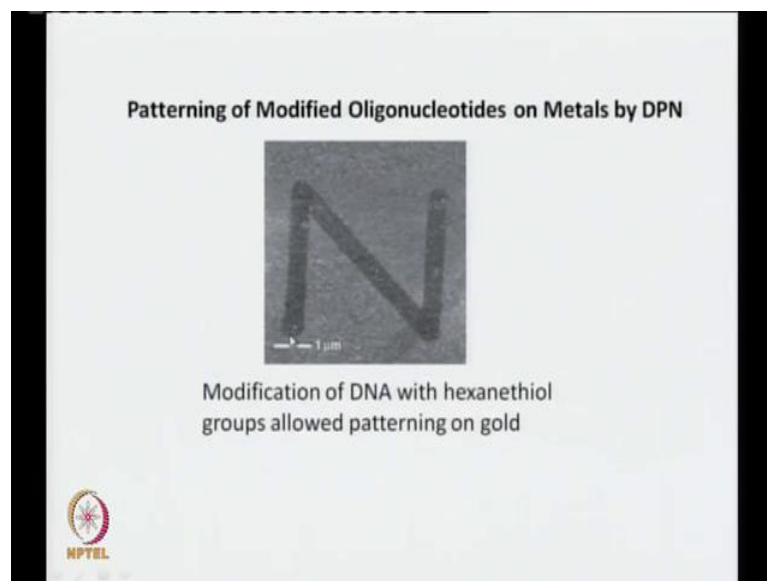 Patterning of Modified Oligonucleotides on Metals by DPN
N
1 µm
Modification of DNA with hexanethiol
groups allowed patterning on gold
NPTEL